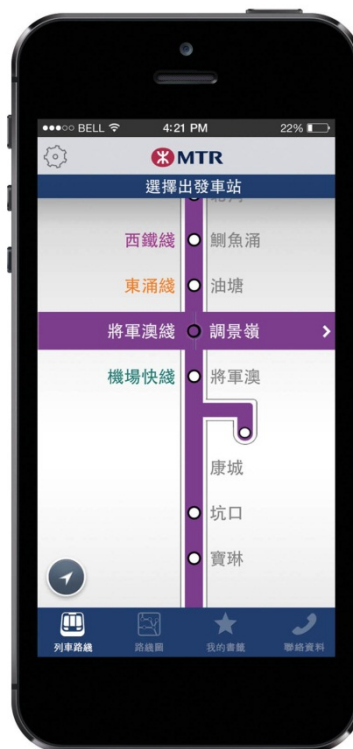 BELL 4:21 PM 22%
MTR
選擇出發車站
西鐵綫 鰂魚涌
東涌綫 油塘
將軍澳綫 調景嶺
機場快綫 將軍澳
康城
坑口
寶琳
列車路綫 路綫圖 我的書籤 聯絡資料